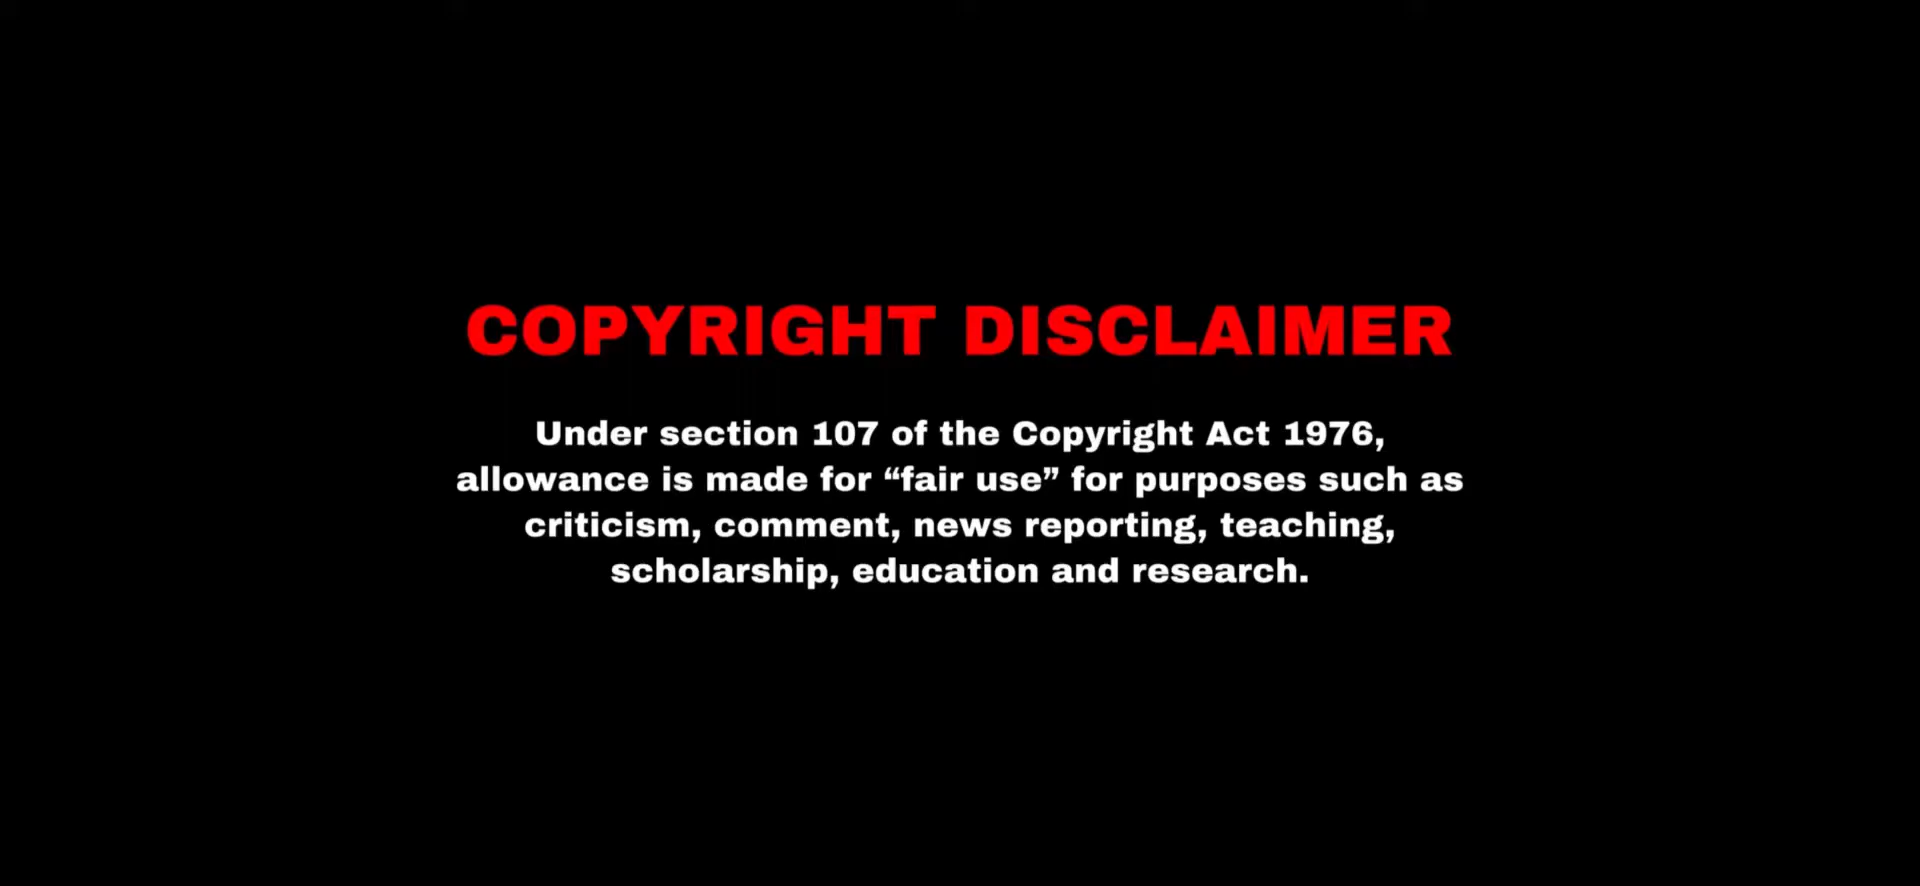 COPYRIGHT DISCLAIMER
Under section 107 of the Copyright Act 1976,
allowance is made for “fair use” for purposes such as
criticism, comment, news reporting, teaching,
scholarship, education and research.